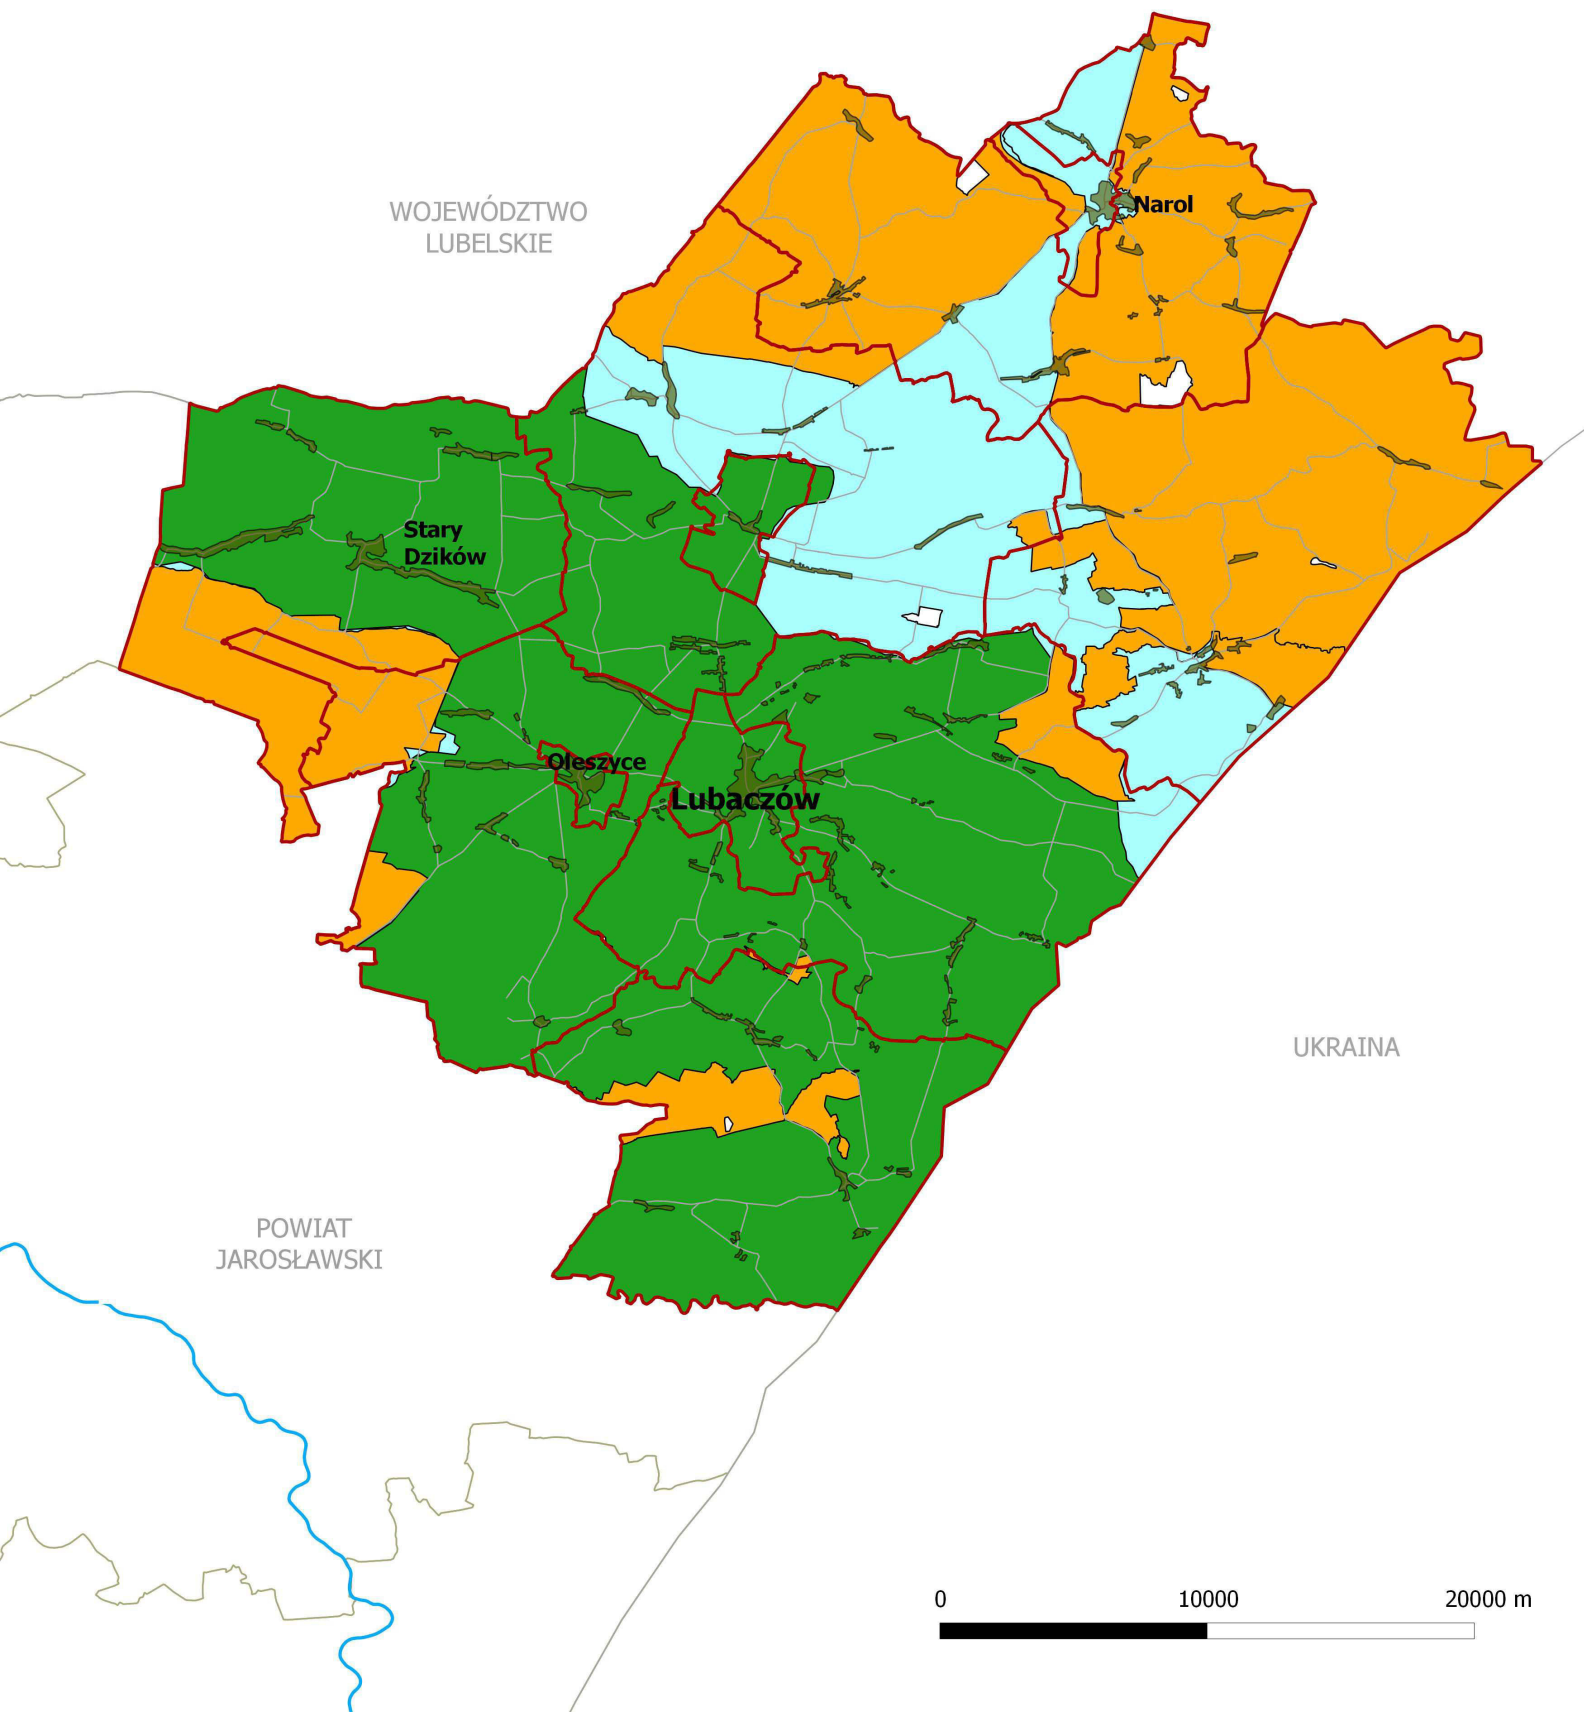 WOJEWÓDZTWO
LUBELSKIE
Narol
Stary
Dzików
Oleszyce
Lubaczów
UKRAINA
POWIAT
JAROSŁAWSKI
0 10000 20000 m